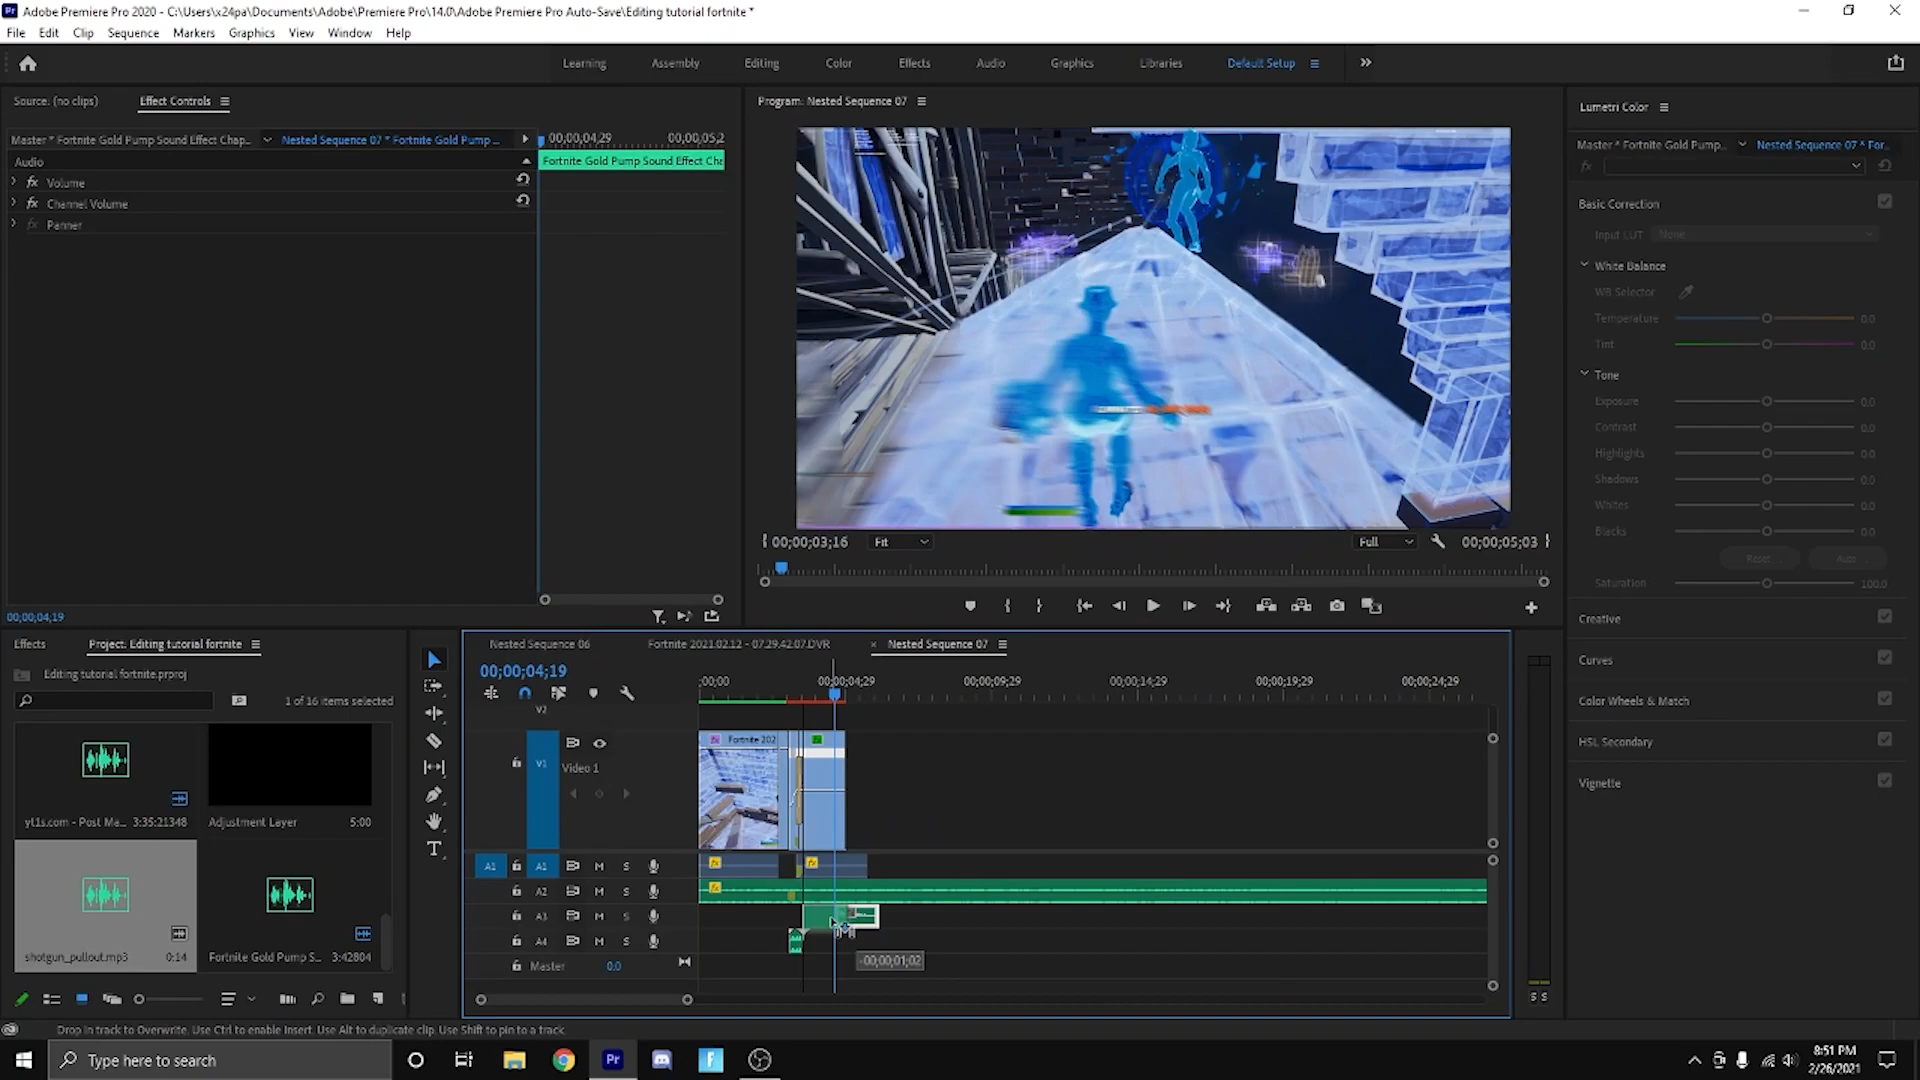 Adobe Premiere Pro 2020 - C:\Users\x24pa\Documents\Adobe\Premiere Pro\14.0\Adobe Premiere Pro Auto-Save\Editing tutorial fortnite *
File Edit Clip Sequence Markers Graphics View Window Help
Learning Assembly Editing Color Effects Audio Graphics Libraries Default Setup
Source: (no clips) Effect Controls
Program: Nested Sequence 07
Lumetri Color
Master * Fortnite Gold Pump Sound Effect Chap... Nested Sequence 07 * Fortnite Gold Pump ...
00;00;04;29 00;00;05;2
Master * Fortnite Gold Pump... Nested Sequence 07 * For...
Audio
Fortnite Gold Pump Sound Effect Cha
fx
fx Volume
fx Channel Volume
fx Panner
Basic Correction
Input LUT None
White Balance
WB Selector
Temperature 0.0
Tint 0.0
Tone
Exposure 0.0
Contrast 0.0
Highlights 0.0
Shadows 0.0
Whites 0.0
Blacks 0.0
Reset Auto
Saturation 100.0
Creative
Curves
Color Wheels & Match
HSL Secondary
Vignette
00;00;03;16 Fit Full 00;00;05;03
00;00;04;19
Effects Project: Editing tutorial fortnite
Editing tutorial fortnite.prproj
1 of 16 items selected
yt1s.com - Post Ma... 3:35:21348
Adjustment Layer 5:00
shotgun_pullout.mp3 0:14
Fortnite Gold Pump S... 3:42804
Nested Sequence 06 Fortnite 2021.02.12 - 07.29.42.07.DVR × Nested Sequence 07
00;00;04;19
;00;00 00;00;04;29 00;00;09;29 00;00;14;29 00;00;19;29 00;00;24;29
V2
V1 Video 1
Fortnite 202
A1 A1 M S
A2 M S
A3 M S
A4 M S
Master 0.0
-00;00;01;02
S S
Drop in track to Overwrite. Use Ctrl to enable Insert. Use Alt to duplicate clip. Use Shift to pin to a track.
Type here to search
Pr
8:51 PM
2/26/2021